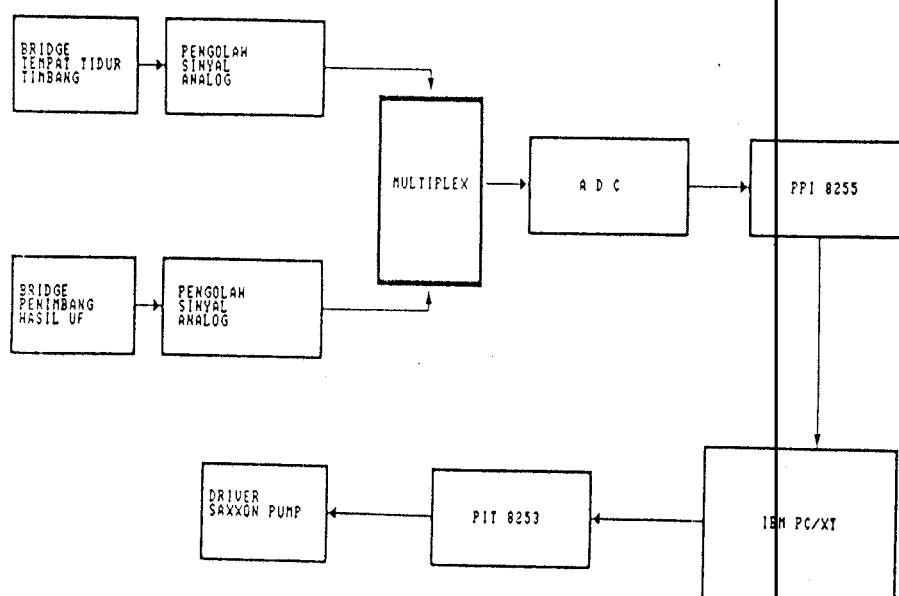 BRIDGE
TEMPAT TIDUR
TIMBANG
PENGOLAH
SINYAL
ANALOG
MULTIPLEX
A D C
PPI 8255
BRIDGE
PENIMBANG
HASIL UF
PENGOLAH
SINYAL
ANALOG
DRIVER
SAXXON PUMP
PIT 8253
IBM PC/XT